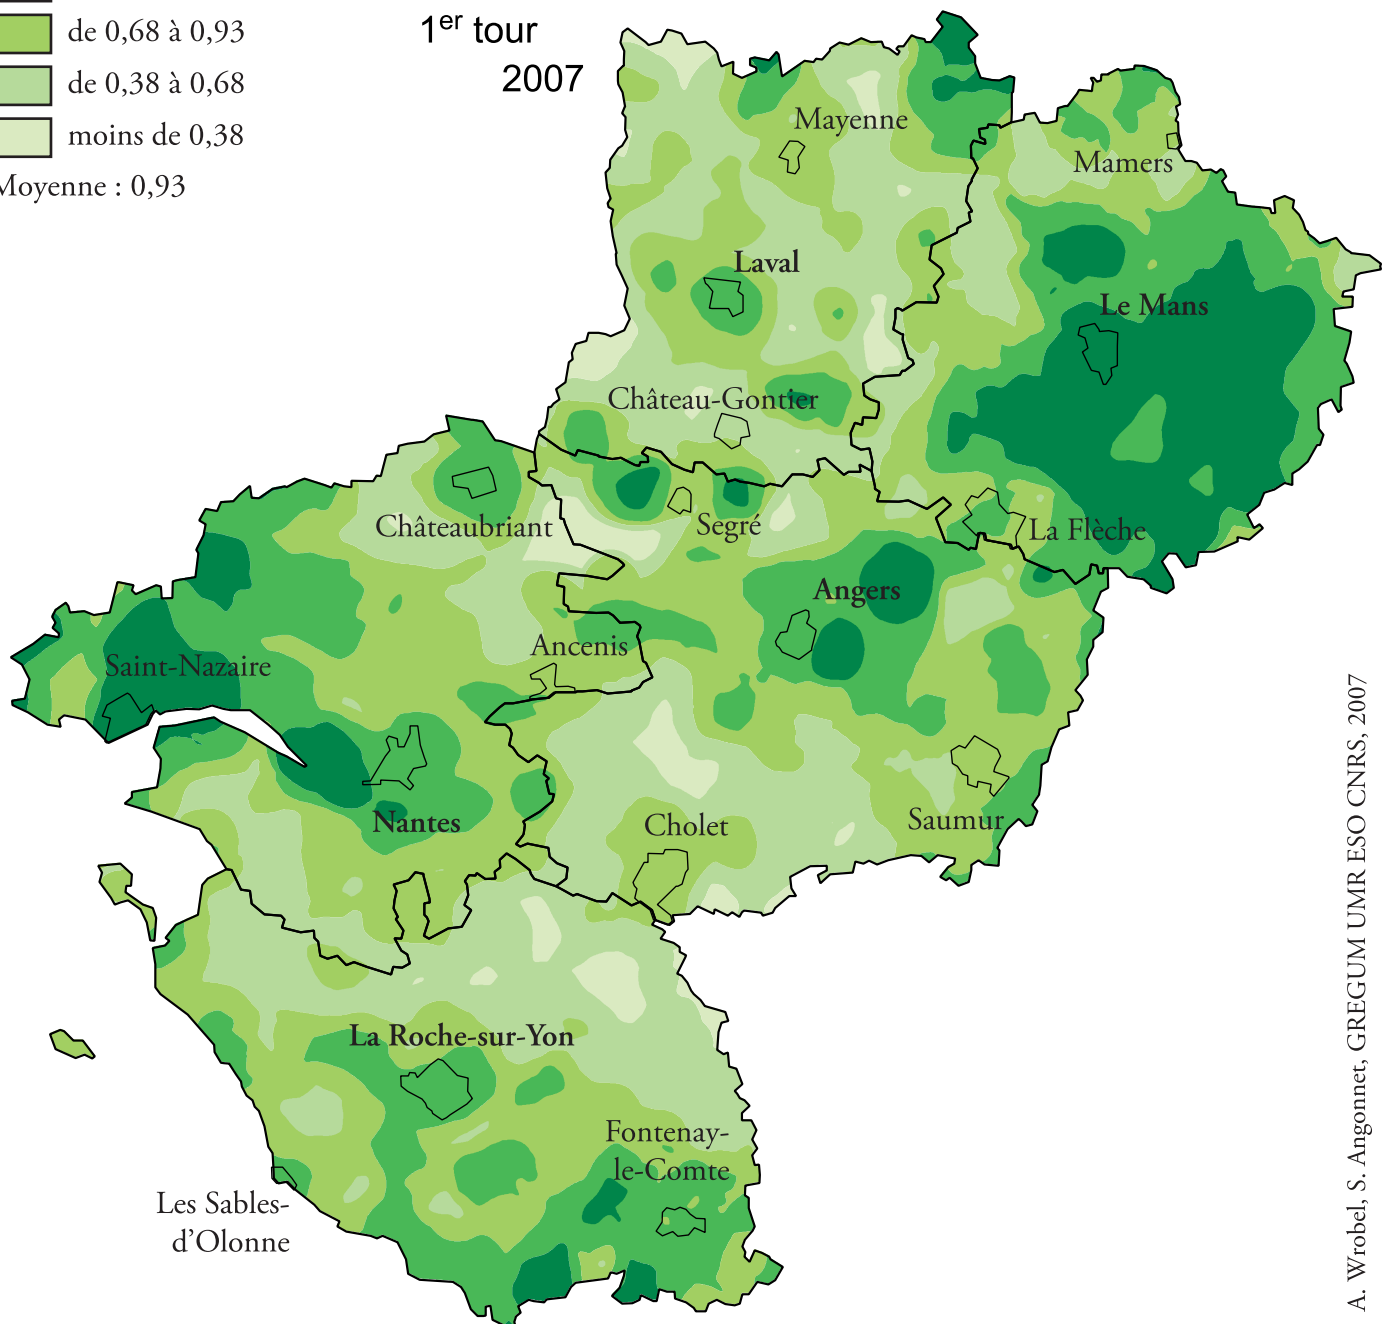 de 0,68 à 0,93
de 0,38 à 0,68
moins de 0,38
Moyenne : 0,93
1er tour
2007
Mayenne
Mamers
Laval
Le Mans
Château-Gontier
Châteaubriant
Segré
La Flèche
Angers
Ancenis
Saint-Nazaire
Nantes
Cholet
Saumur
La Roche-sur-Yon
Fontenay-
le-Comte
Les Sables-
d'Olonne
A. Wrobel, S. Angonnet, GREGUM UMR ESO CNRS, 2007